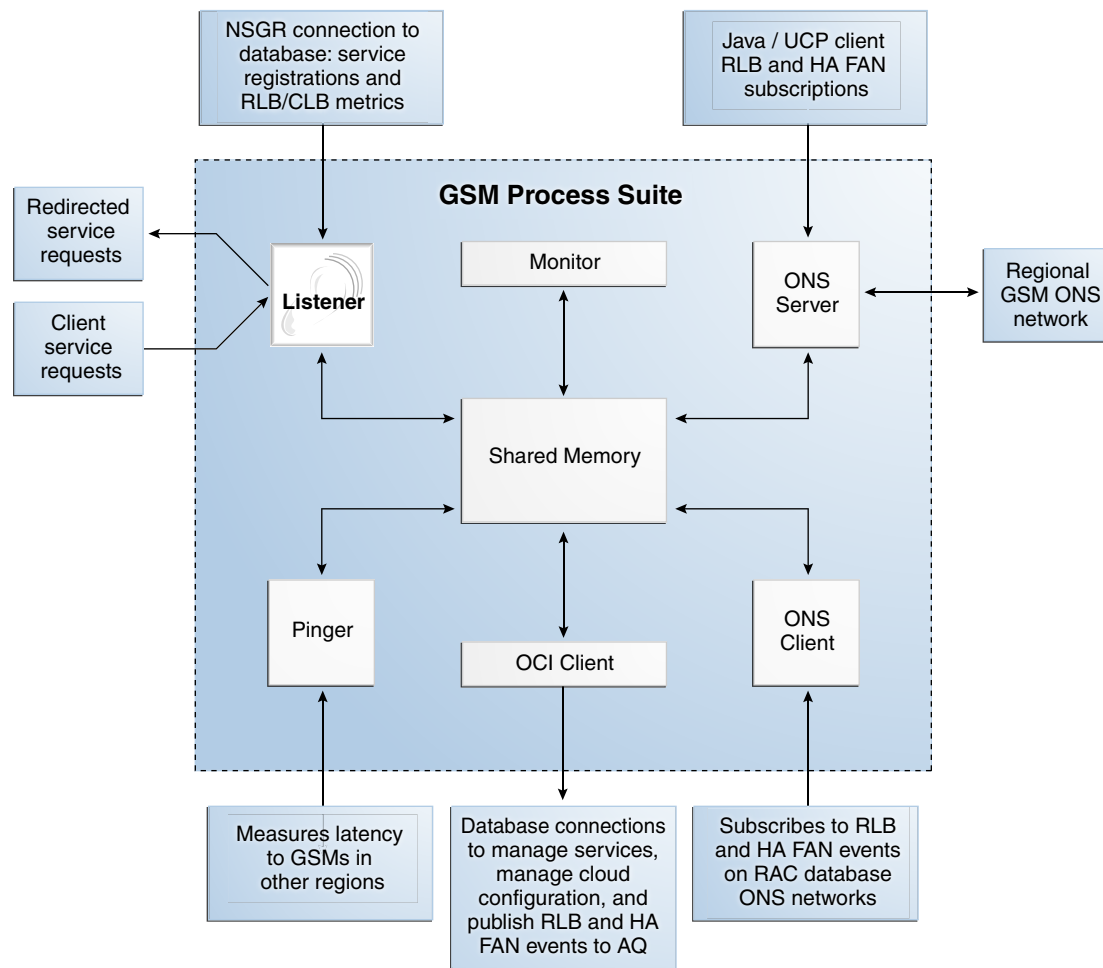 NSGR connection to
database: service
registrations and
RLB/CLB metrics
Java / UCP client
RLB and HA FAN
subscriptions
GSM Process Suite
Redirected
service
requests
Client
service
requests
Listener
Monitor
ONS
Server
Regional
GSM ONS
network
Shared Memory
Pinger
OCI Client
ONS
Client
Measures latency
to GSMs in
other regions
Database connections
to manage services,
manage cloud
configuration, and
publish RLB and HA
FAN events to AQ
Subscribes to RLB
and HA FAN events
on RAC database
ONS networks